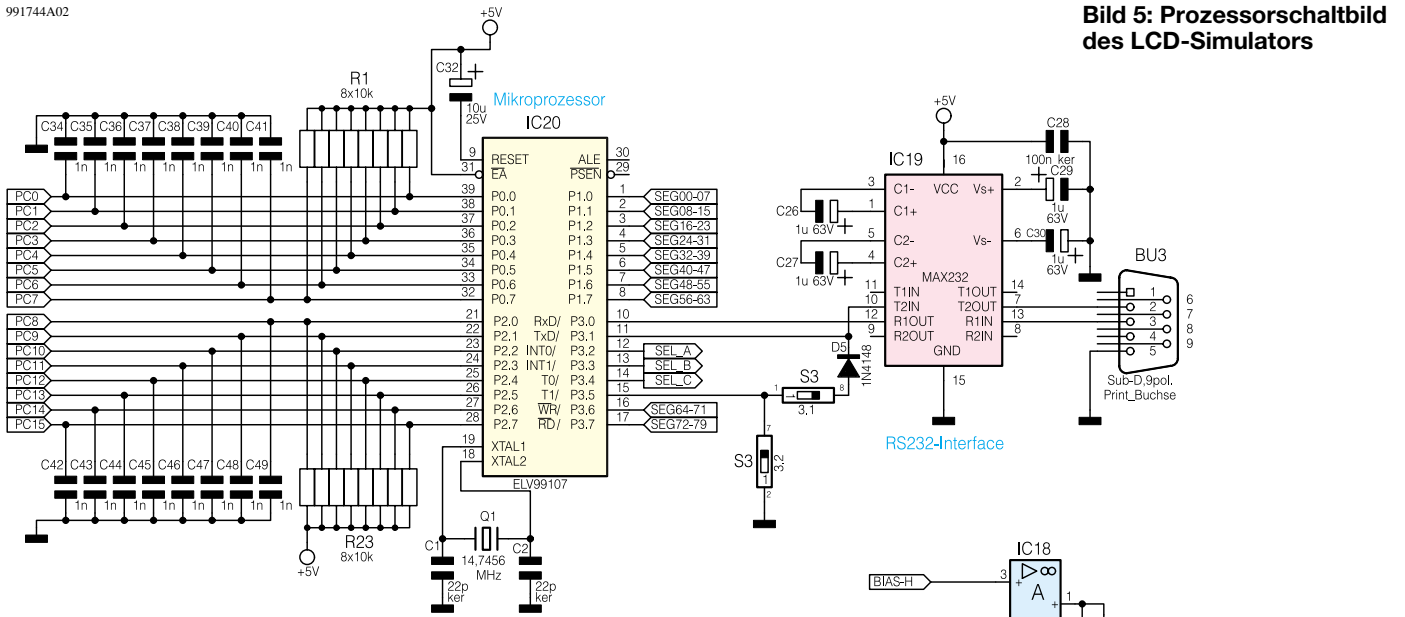 991744A02
Bild 5: Prozessorschaltbild
des LCD-Simulators
+5V
C32
+
10u
25V
R1
8x10k
C34 C35 C36 C37 C38 C39 C40 C41
1n 1n 1n 1n 1n 1n 1n 1n
Mikroprozessor
IC20
9 RESET ALE 30
31 EA PSEN 29
PC0 39 P0.0 P1.0 1 SEG00-07
PC1 38 P0.1 P1.1 2 SEG08-15
PC2 37 P0.2 P1.2 3 SEG16-23
PC3 36 P0.3 P1.3 4 SEG24-31
PC4 35 P0.4 P1.4 5 SEG32-39
PC5 34 P0.5 P1.5 6 SEG40-47
PC6 33 P0.6 P1.6 7 SEG48-55
PC7 32 P0.7 P1.7 8 SEG56-63
PC8 21 P2.0 RxD/ P3.0 10
PC9 22 P2.1 TxD/ P3.1 11
PC10 23 P2.2 INT0/ P3.2 12 SEL_A
PC11 24 P2.3 INT1/ P3.3 13 SEL_B
PC12 25 P2.4 T0/ P3.4 14 SEL_C
PC13 26 P2.5 T1/ P3.5 15
PC14 27 P2.6 WR/ P3.6 16 SEG64-71
PC15 28 P2.7 RD/ P3.7 17 SEG72-79
19 XTAL1
18 XTAL2
ELV99107
C42 C43 C44 C45 C46 C47 C48 C49
1n 1n 1n 1n 1n 1n 1n 1n
R23
8x10k
+5V
C1
22p
ker
Q1
14,7456
MHz
C2
22p
ker
+5V
C28
100n ker
IC19
16
3 C1- VCC Vs+ 2
+ C29
1u
63V
1 C1+
C26
1u 63V +
5 C2- Vs- 6
C30
1u
63V
+
4 C2+
C27
1u 63V +
MAX232
11 T1IN T1OUT 14
10 T2IN T2OUT 7
12 R1OUT R1IN 13
9 R2OUT R2IN 8
GND
15
RS232-Interface
D5
1N4148
S3
1 1 8
3.1
S3
7
3.2
1
2
BU3
1
2
3
4
5
6
7
8
9
Sub-D,9pol.
Print_Buchse
IC18
BIAS-H 3 + ∞
A
+ 1